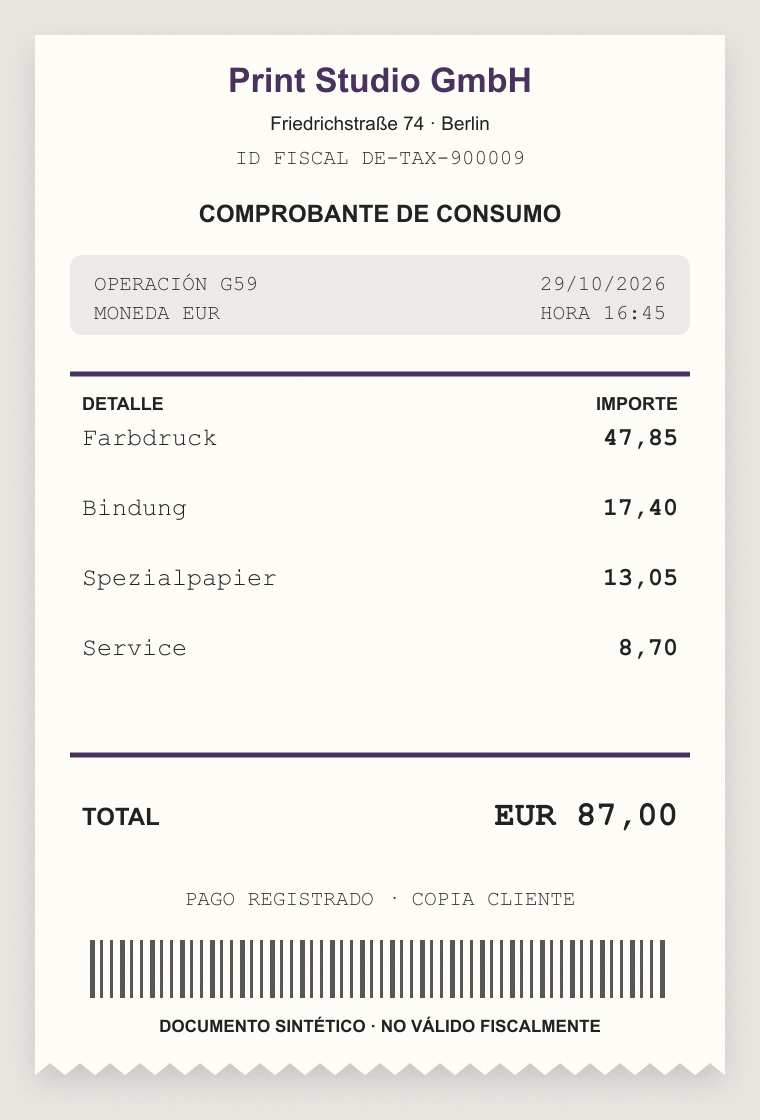 Print Studio GmbH
Friedrichstraße 74 · Berlin
ID FISCAL DE-TAX-900009
COMPROBANTE DE CONSUMO
OPERACIÓN G59 29/10/2026
MONEDA EUR HORA 16:45
DETALLE IMPORTE
Farbdruck 47,85
Bindung 17,40
Spezialpapier 13,05
Service 8,70
TOTAL EUR 87,00
PAGO REGISTRADO · COPIA CLIENTE
DOCUMENTO SINTÉTICO · NO VÁLIDO FISCALMENTE